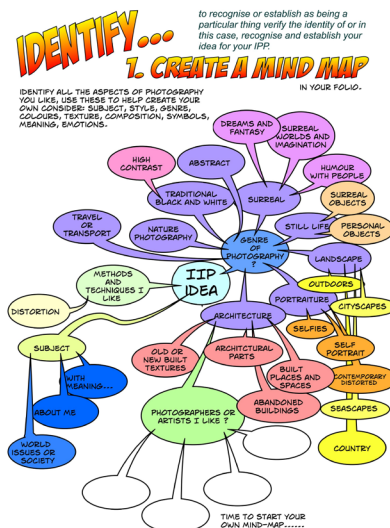 to recognise or establish as being a
particular thing verify the identity of or in
this case, recognise and establish your
idea for your IPP.
IDENTIFY...
1. CREATE A MIND MAP
IN YOUR FOLIO.
IDENTIFY ALL THE ASPECTS OF PHOTOGRAPHY
YOU LIKE, USE THESE TO HELP CREATE YOUR
OWN CONSIDER: SUBJECT, STYLE, GENRE,
COLOURS, TEXTURE, COMPOSITION, SYMBOLS,
MEANING, EMOTIONS.
DREAMS AND
FANTASY
SURREAL
WORLDS AND
IMAGINATION
HIGH
CONTRAST
ABSTRACT
HUMOUR
WITH PEOPLE
TRADITIONAL
BLACK AND WHITE
SURREAL
SURREAL
OBJECTS
TRAVEL
OR
TRANSPORT
NATURE
PHOTOGRAPHY
STILL LIFE
PERSONAL
OBJECTS
GENRE
OF
PHOTOGRAPHY
?
LANDSCAPE
IIP
IDEA
METHODS
AND
TECHNIQUES I
LIKE
OUTDOORS
PORTRAITURE
CITYSCAPES
DISTORTION
ARCHITECTURE
SELFIES
SUBJECT
OLD OR
NEW BUILT
TEXTURES
ARCHITCTURAL
PARTS
SELF
PORTRAIT
BUILT
PLACES AND
SPACES
CONTEMPORARY
DISTORTED
WITH
MEANING...
ABOUT ME
PHOTOGRAPHERS OR
ARTISTS I LIKE ?
ABANDONED
BUILDINGS
SEASCAPES
WORLD
ISSUES OR
SOCIETY
COUNTRY
TIME TO START YOUR
OWN MIND-MAP......